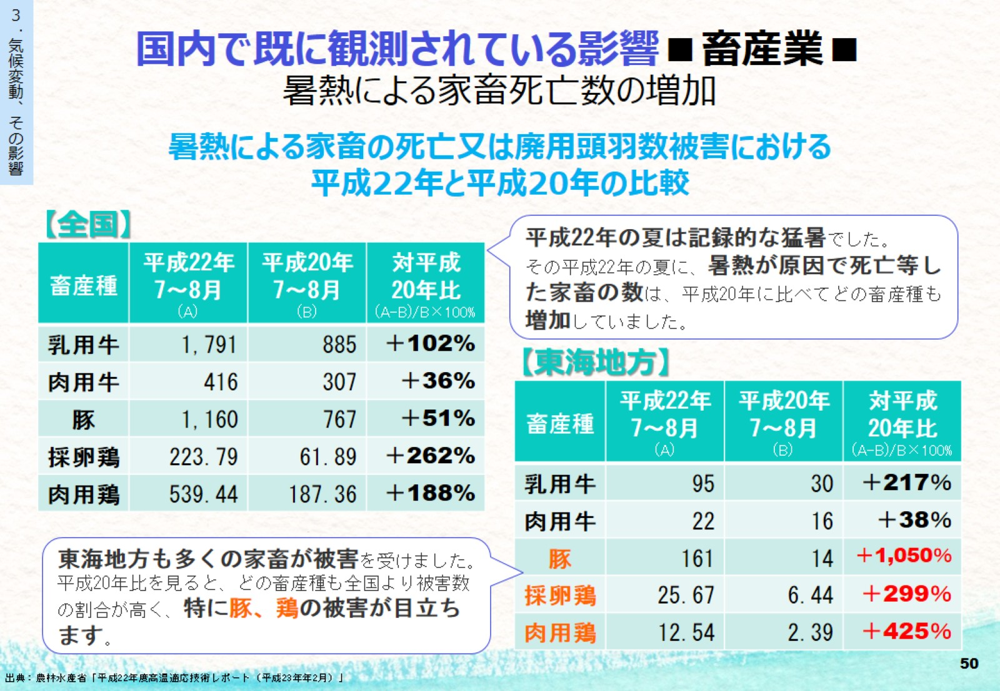 3．気候変動、その影響
国内で既に観測されている影響■畜産業■
暑熱による家畜死亡数の増加
暑熱による家畜の死亡又は廃用頭羽数被害における
平成22年と平成20年の比較
【全国】
畜産種 平成22年 7～8月 (A) 平成20年 7～8月 (B) 対平成 20年比 (A-B)/B×100%
乳用牛 1,791 885 ＋102%
肉用牛 416 307 ＋36%
豚 1,160 767 ＋51%
採卵鶏 223.79 61.89 ＋262%
肉用鶏 539.44 187.36 ＋188%
平成22年の夏は記録的な猛暑でした。
その平成22年の夏に、暑熱が原因で死亡等し
た家畜の数は、平成20年に比べてどの畜産種も
増加していました。
【東海地方】
畜産種 平成22年 7～8月 (A) 平成20年 7～8月 (B) 対平成 20年比 (A-B)/B×100%
乳用牛 95 30 ＋217%
肉用牛 22 16 ＋38%
豚 161 14 ＋1,050%
採卵鶏 25.67 6.44 ＋299%
肉用鶏 12.54 2.39 ＋425%
東海地方も多くの家畜が被害を受けました。
平成20年比を見ると、どの畜産種も全国より被害数
の割合が高く、特に豚、鶏の被害が目立ち
ます。
50
出典：農林水産省「平成22年度高温適応技術レポート（平成23年年2月）」